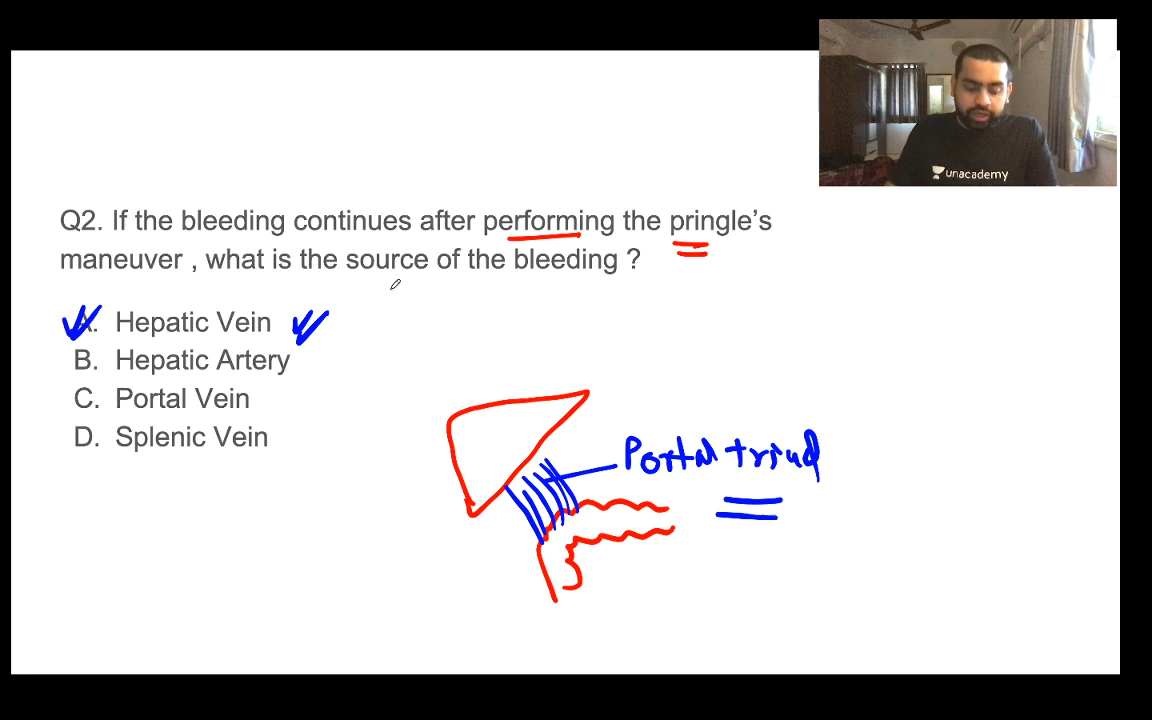 unacademy
Q2. If the bleeding continues after performing the pringle's
maneuver , what is the source of the bleeding ?
A. Hepatic Vein
B. Hepatic Artery
C. Portal Vein
D. Splenic Vein
Portal triad